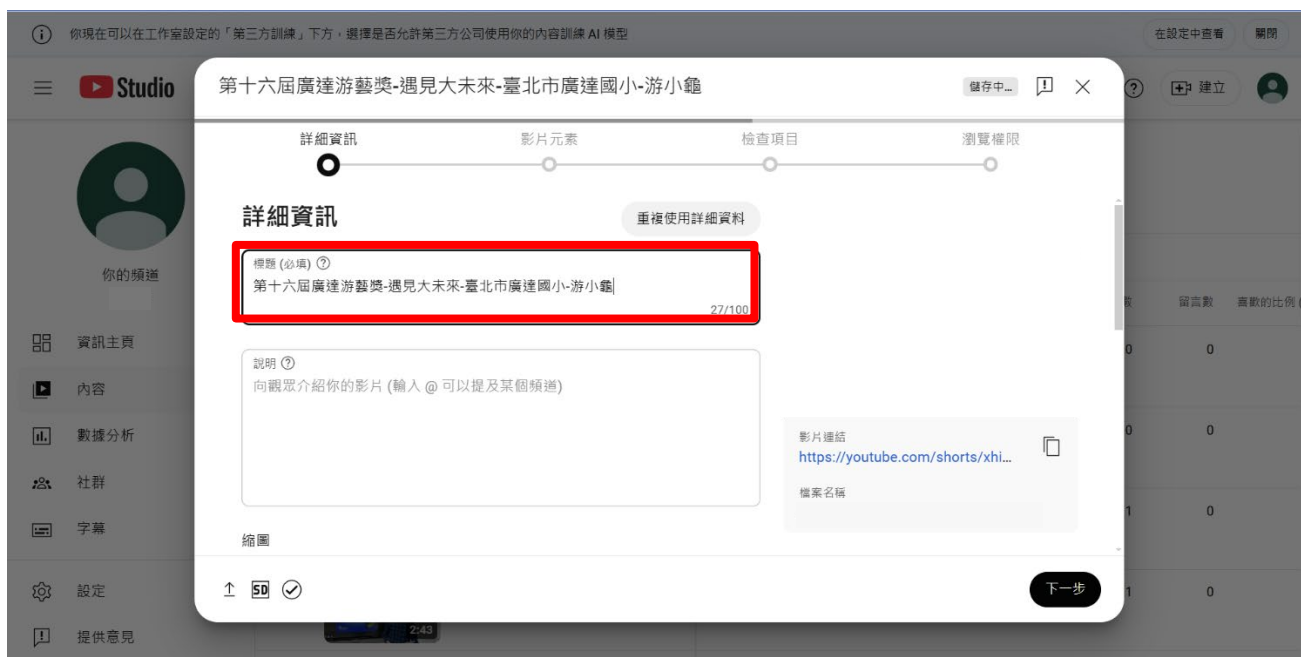 你現在可以在工作室設定的「第三方訓練」下方，選擇是否允許第三方公司使用你的內容訓練 AI 模型
在設定中查看
關閉
Studio
建立
第十六屆廣達游藝獎-遇見大未來-臺北市廣達國小-游小龜
儲存中...
詳細資訊
影片元素
檢查項目
瀏覽權限
詳細資訊
重複使用詳細資料
標題 (必填)
第十六屆廣達游藝獎-遇見大未來-臺北市廣達國小-游小龜
27/100
說明
向觀眾介紹你的影片 (輸入 @ 可以提及某個頻道)
影片連結
https://youtube.com/shorts/xhi...
檔案名稱
縮圖
SD
下一步
你的頻道
資訊主頁
內容
數據分析
社群
字幕
設定
提供意見
留言數
喜歡的比例
0
0
0
0
1
0
1
0
2:43